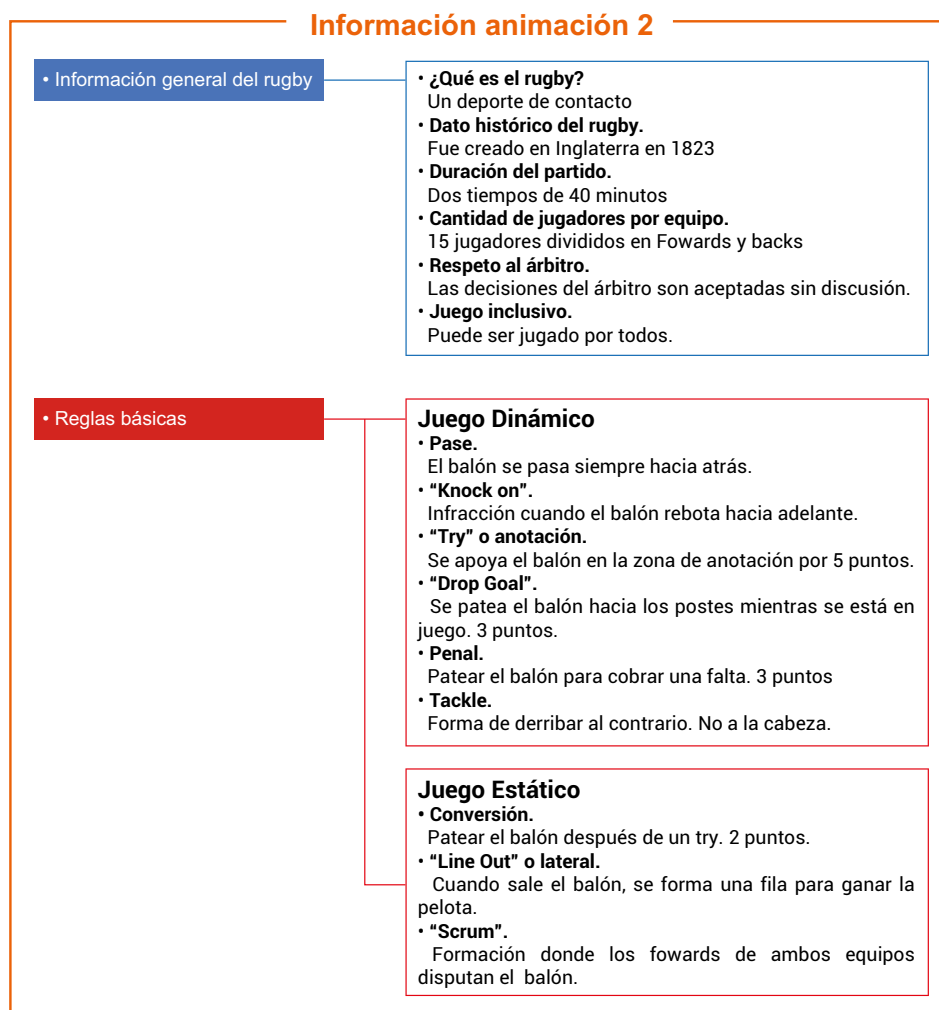 Información animación 2
• Información general del rugby
• ¿Qué es el rugby?
Un deporte de contacto
• Dato histórico del rugby.
Fue creado en Inglaterra en 1823
• Duración del partido.
Dos tiempos de 40 minutos
• Cantidad de jugadores por equipo.
15 jugadores divididos en Fowards y backs
• Respeto al árbitro.
Las decisiones del árbitro son aceptadas sin discusión.
• Juego inclusivo.
Puede ser jugado por todos.
• Reglas básicas
Juego Dinámico
• Pase.
El balón se pasa siempre hacia atrás.
• “Knock on".
Infracción cuando el balón rebota hacia adelante.
• “Try" o anotación.
Se apoya el balón en la zona de anotación por 5 puntos.
• “Drop Goal".
Se patea el balón hacia los postes mientras se está en
juego. 3 puntos.
• Penal.
Patear el balón para cobrar una falta. 3 puntos
• Tackle.
Forma de derribar al contrario. No a la cabeza.
Juego Estático
• Conversión.
Patear el balón después de un try. 2 puntos.
• “Line Out" o lateral.
Cuando sale el balón, se forma una fila para ganar la
pelota.
• “Scrum".
Formación donde los fowards de ambos equipos
disputan el balón.